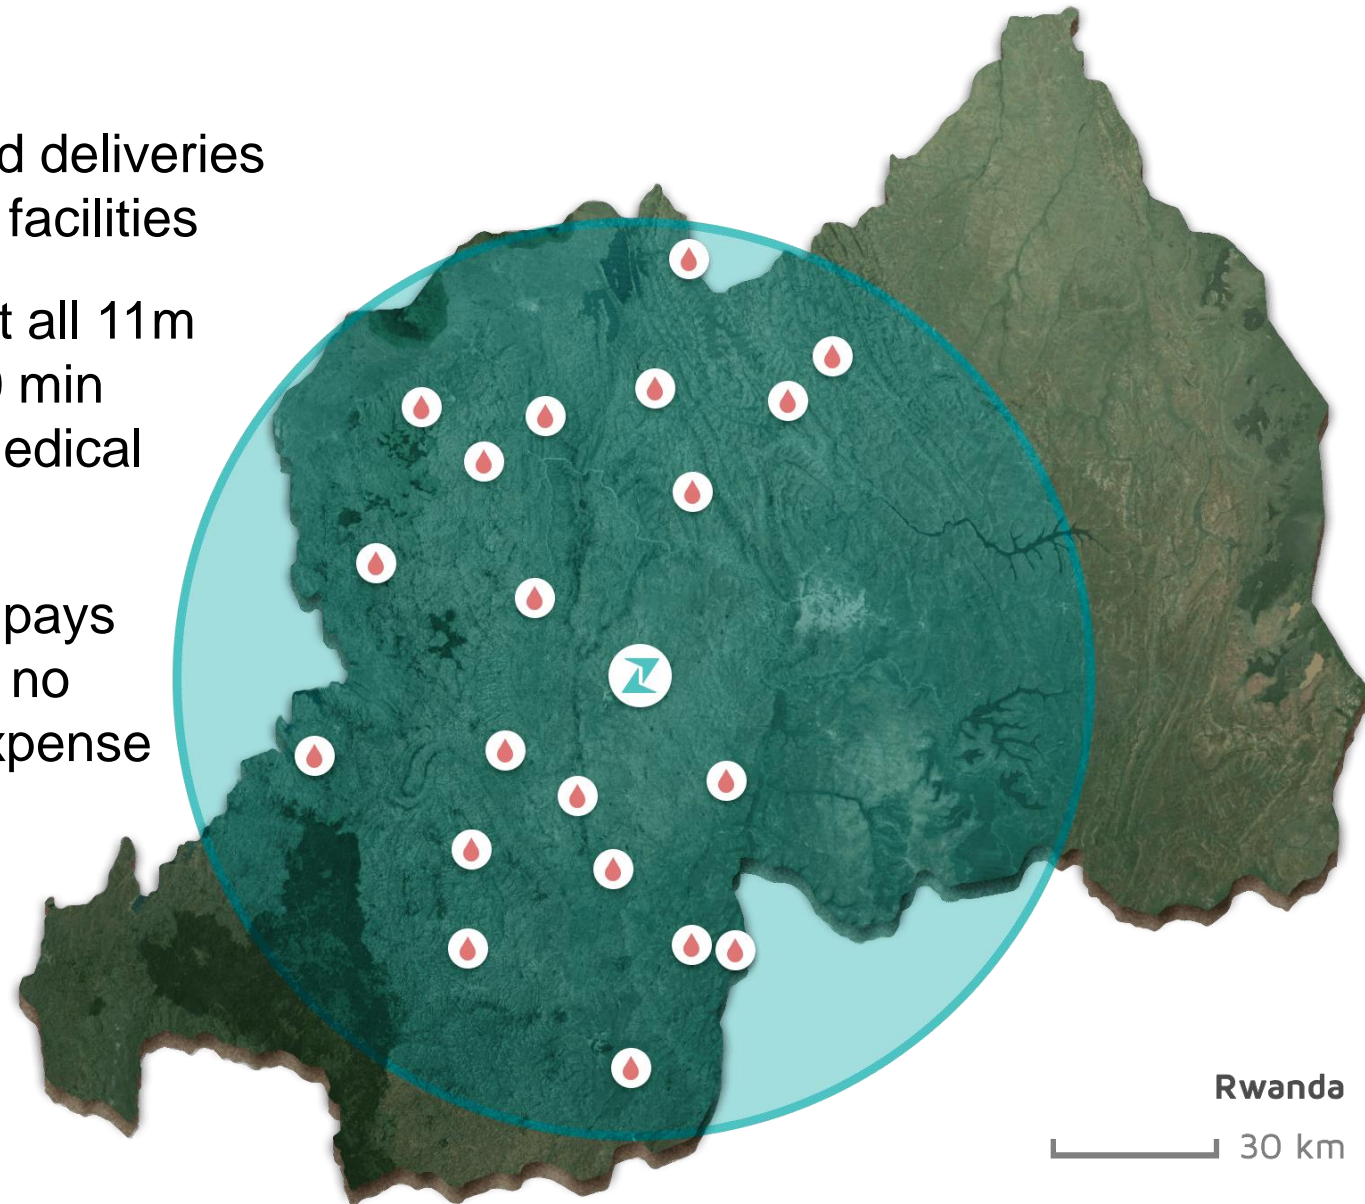 d deliveries
facilities
t all 11m
min
edical
pays
no
xpense
Rwanda
30 km